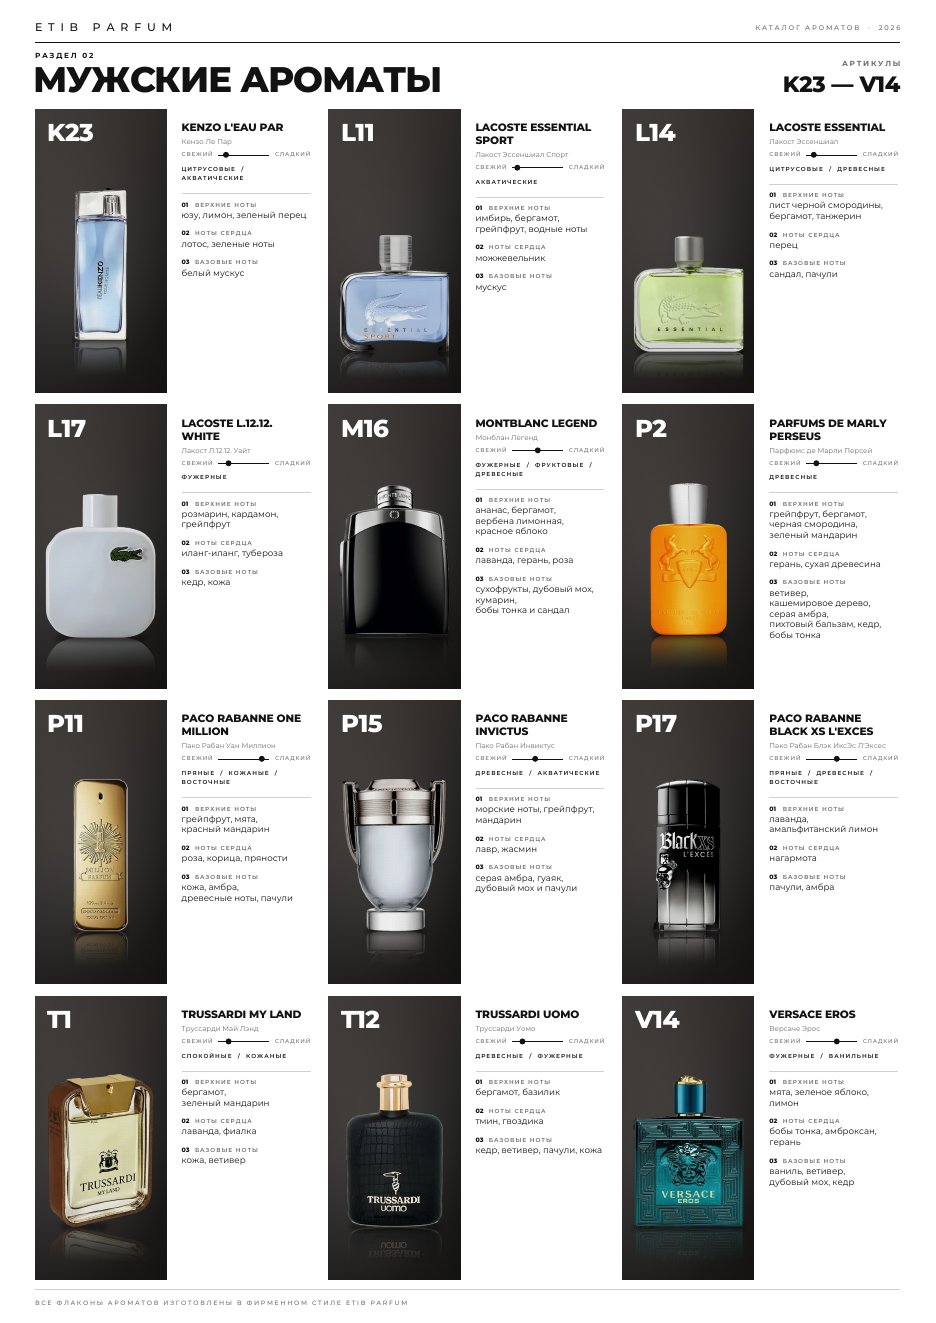 ETIB PARFUM
КАТАЛОГ АРОМАТОВ · 2026
РАЗДЕЛ 02
МУЖСКИЕ АРОМАТЫ
АРТИКУЛЫ
K23 — V14
K23
KENZO L'EAU PAR
Кензо Ле Пар
СВЕЖИЙ СЛАДКИЙ
ЦИТРУСОВЫЕ /
АКВАТИЧЕСКИЕ
01 ВЕРХНИЕ НОТЫ
юзу, лимон, зеленый перец
02 НОТЫ СЕРДЦА
лотос, зеленые ноты
03 БАЗОВЫЕ НОТЫ
белый мускус
L11
ESSENTIAL
SPORT
LACOSTE ESSENTIAL
SPORT
Лакост Эссеншиал Спорт
СВЕЖИЙ СЛАДКИЙ
АКВАТИЧЕСКИЕ
01 ВЕРХНИЕ НОТЫ
имбирь, бергамот,
грейпфрут, водные ноты
02 НОТЫ СЕРДЦА
можжевельник
03 БАЗОВЫЕ НОТЫ
мускус
L14
ESSENTIAL
LACOSTE ESSENTIAL
Лакост Эссеншиал
СВЕЖИЙ СЛАДКИЙ
ЦИТРУСОВЫЕ / ДРЕВЕСНЫЕ
01 ВЕРХНИЕ НОТЫ
лист черной смородины,
бергамот, танжерин
02 НОТЫ СЕРДЦА
перец
03 БАЗОВЫЕ НОТЫ
сандал, пачули
L17
LACOSTE L.12.12.
WHITE
Лакост Л.12.12. Уайт
СВЕЖИЙ СЛАДКИЙ
ФУЖЕРНЫЕ
01 ВЕРХНИЕ НОТЫ
розмарин, кардамон,
грейпфрут
02 НОТЫ СЕРДЦА
иланг-иланг, тубероза
03 БАЗОВЫЕ НОТЫ
кедр, кожа
M16
MONTBLANC LEGEND
Монблан Легенд
СВЕЖИЙ СЛАДКИЙ
ФУЖЕРНЫЕ / ФРУКТОВЫЕ /
ДРЕВЕСНЫЕ
01 ВЕРХНИЕ НОТЫ
ананас, бергамот,
вербена лимонная,
красное яблоко
02 НОТЫ СЕРДЦА
лаванда, герань, роза
03 БАЗОВЫЕ НОТЫ
сухофрукты, дубовый мох,
кумарин,
бобы тонка и сандал
P2
PARFUMS DE MARLY
PERSEUS
Парфюмс де Марли Персей
СВЕЖИЙ СЛАДКИЙ
ДРЕВЕСНЫЕ
01 ВЕРХНИЕ НОТЫ
грейпфрут, бергамот,
черная смородина,
зеленый мандарин
02 НОТЫ СЕРДЦА
герань, сухая древесина
03 БАЗОВЫЕ НОТЫ
ветивер,
кашемировое дерево,
серая амбра,
пихтовый бальзам, кедр,
бобы тонка
P11
MILLION
PARFUM
PACO RABANNE ONE
MILLION
Пако Рабан Уан Миллион
СВЕЖИЙ СЛАДКИЙ
ПРЯНЫЕ / КОЖАНЫЕ /
ВОСТОЧНЫЕ
01 ВЕРХНИЕ НОТЫ
грейпфрут, мята,
красный мандарин
02 НОТЫ СЕРДЦА
роза, корица, пряности
03 БАЗОВЫЕ НОТЫ
кожа, амбра,
древесные ноты, пачули
P15
PACO RABANNE
INVICTUS
Пако Рабан Инвиктус
СВЕЖИЙ СЛАДКИЙ
ДРЕВЕСНЫЕ / АКВАТИЧЕСКИЕ
01 ВЕРХНИЕ НОТЫ
морские ноты, грейпфрут,
мандарин
02 НОТЫ СЕРДЦА
лавр, жасмин
03 БАЗОВЫЕ НОТЫ
серая амбра, гуаяк,
дубовый мох и пачули
P17
Black xs
L'EXCES
PACO RABANNE
BLACK XS L'EXCES
Пако Рабан Блэк ИксЭс Л'Эксес
СВЕЖИЙ СЛАДКИЙ
ПРЯНЫЕ / ДРЕВЕСНЫЕ /
ВОСТОЧНЫЕ
01 ВЕРХНИЕ НОТЫ
лаванда,
амальфитанский лимон
02 НОТЫ СЕРДЦА
нагармота
03 БАЗОВЫЕ НОТЫ
пачули, амбра
T1
TRUSSARDI
MY LAND
TRUSSARDI MY LAND
Труссарди Май Лэнд
СВЕЖИЙ СЛАДКИЙ
СПОКОЙНЫЕ / КОЖАНЫЕ
01 ВЕРХНИЕ НОТЫ
бергамот,
зеленый мандарин
02 НОТЫ СЕРДЦА
лаванда, фиалка
03 БАЗОВЫЕ НОТЫ
кожа, ветивер
T12
TRUSSARDI
uomo
TRUSSARDI UOMO
Труссарди Уомо
СВЕЖИЙ СЛАДКИЙ
ДРЕВЕСНЫЕ / ФУЖЕРНЫЕ
01 ВЕРХНИЕ НОТЫ
бергамот, базилик
02 НОТЫ СЕРДЦА
тмин, гвоздика
03 БАЗОВЫЕ НОТЫ
кедр, ветивер, пачули, кожа
V14
VERSACE
EROS
VERSACE EROS
Версаче Эрос
СВЕЖИЙ СЛАДКИЙ
ФУЖЕРНЫЕ / ВАНИЛЬНЫЕ
01 ВЕРХНИЕ НОТЫ
мята, зеленое яблоко,
лимон
02 НОТЫ СЕРДЦА
бобы тонка, амброксан,
герань
03 БАЗОВЫЕ НОТЫ
ваниль, ветивер,
дубовый мох, кедр
ВСЕ ФЛАКОНЫ АРОМАТОВ ИЗГОТОВЛЕНЫ В ФИРМЕННОМ СТИЛЕ ETIB PARFUM